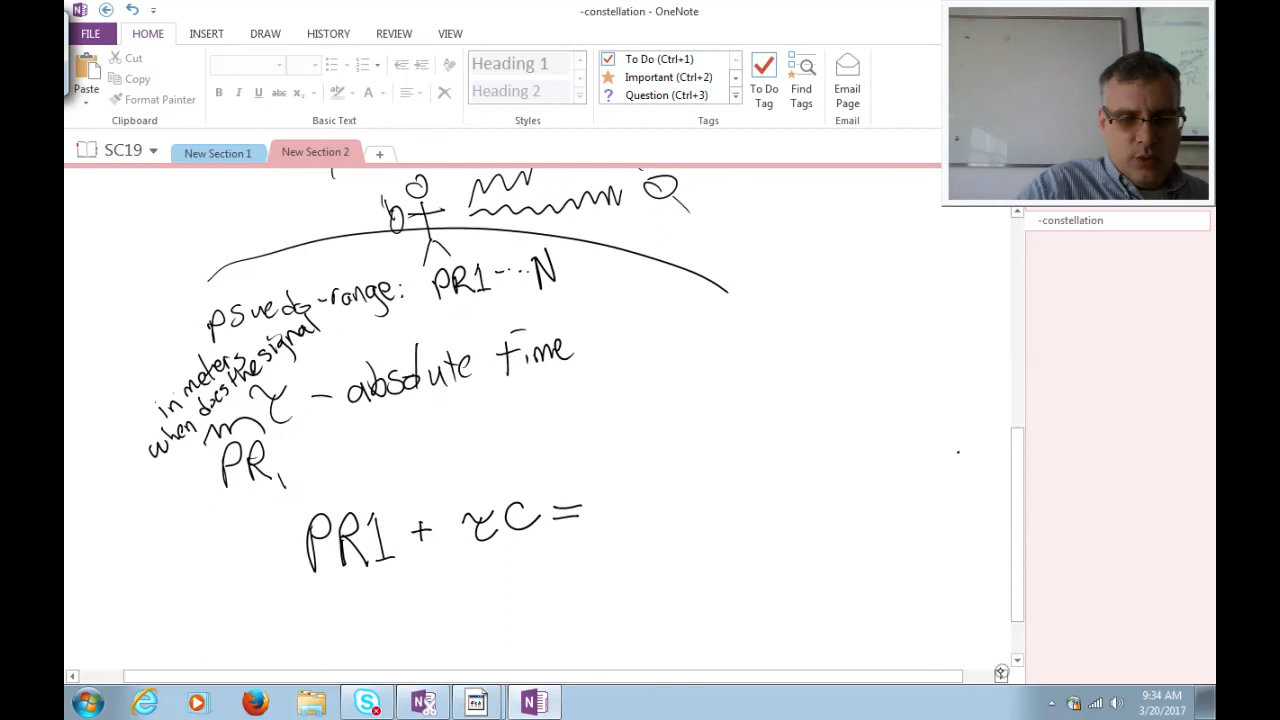 -constellation - OneNote
FILE HOME INSERT DRAW HISTORY REVIEW VIEW
Paste
Cut
Copy
Format Painter
Clipboard
B I U abc x₂ A
Basic Text
Heading 1
Heading 2
Styles
To Do (Ctrl+1)
Important (Ctrl+2)
Question (Ctrl+3)
Tags
To Do Tag
Find Tags
Email Page
Email
SC19 New Section 1 New Section 2 +
-constellation
psuedo-range: PR1---N
in meters
when does the signal
τ - absolute time
PR1
PR1 + τC =
9:34 AM
3/20/2017